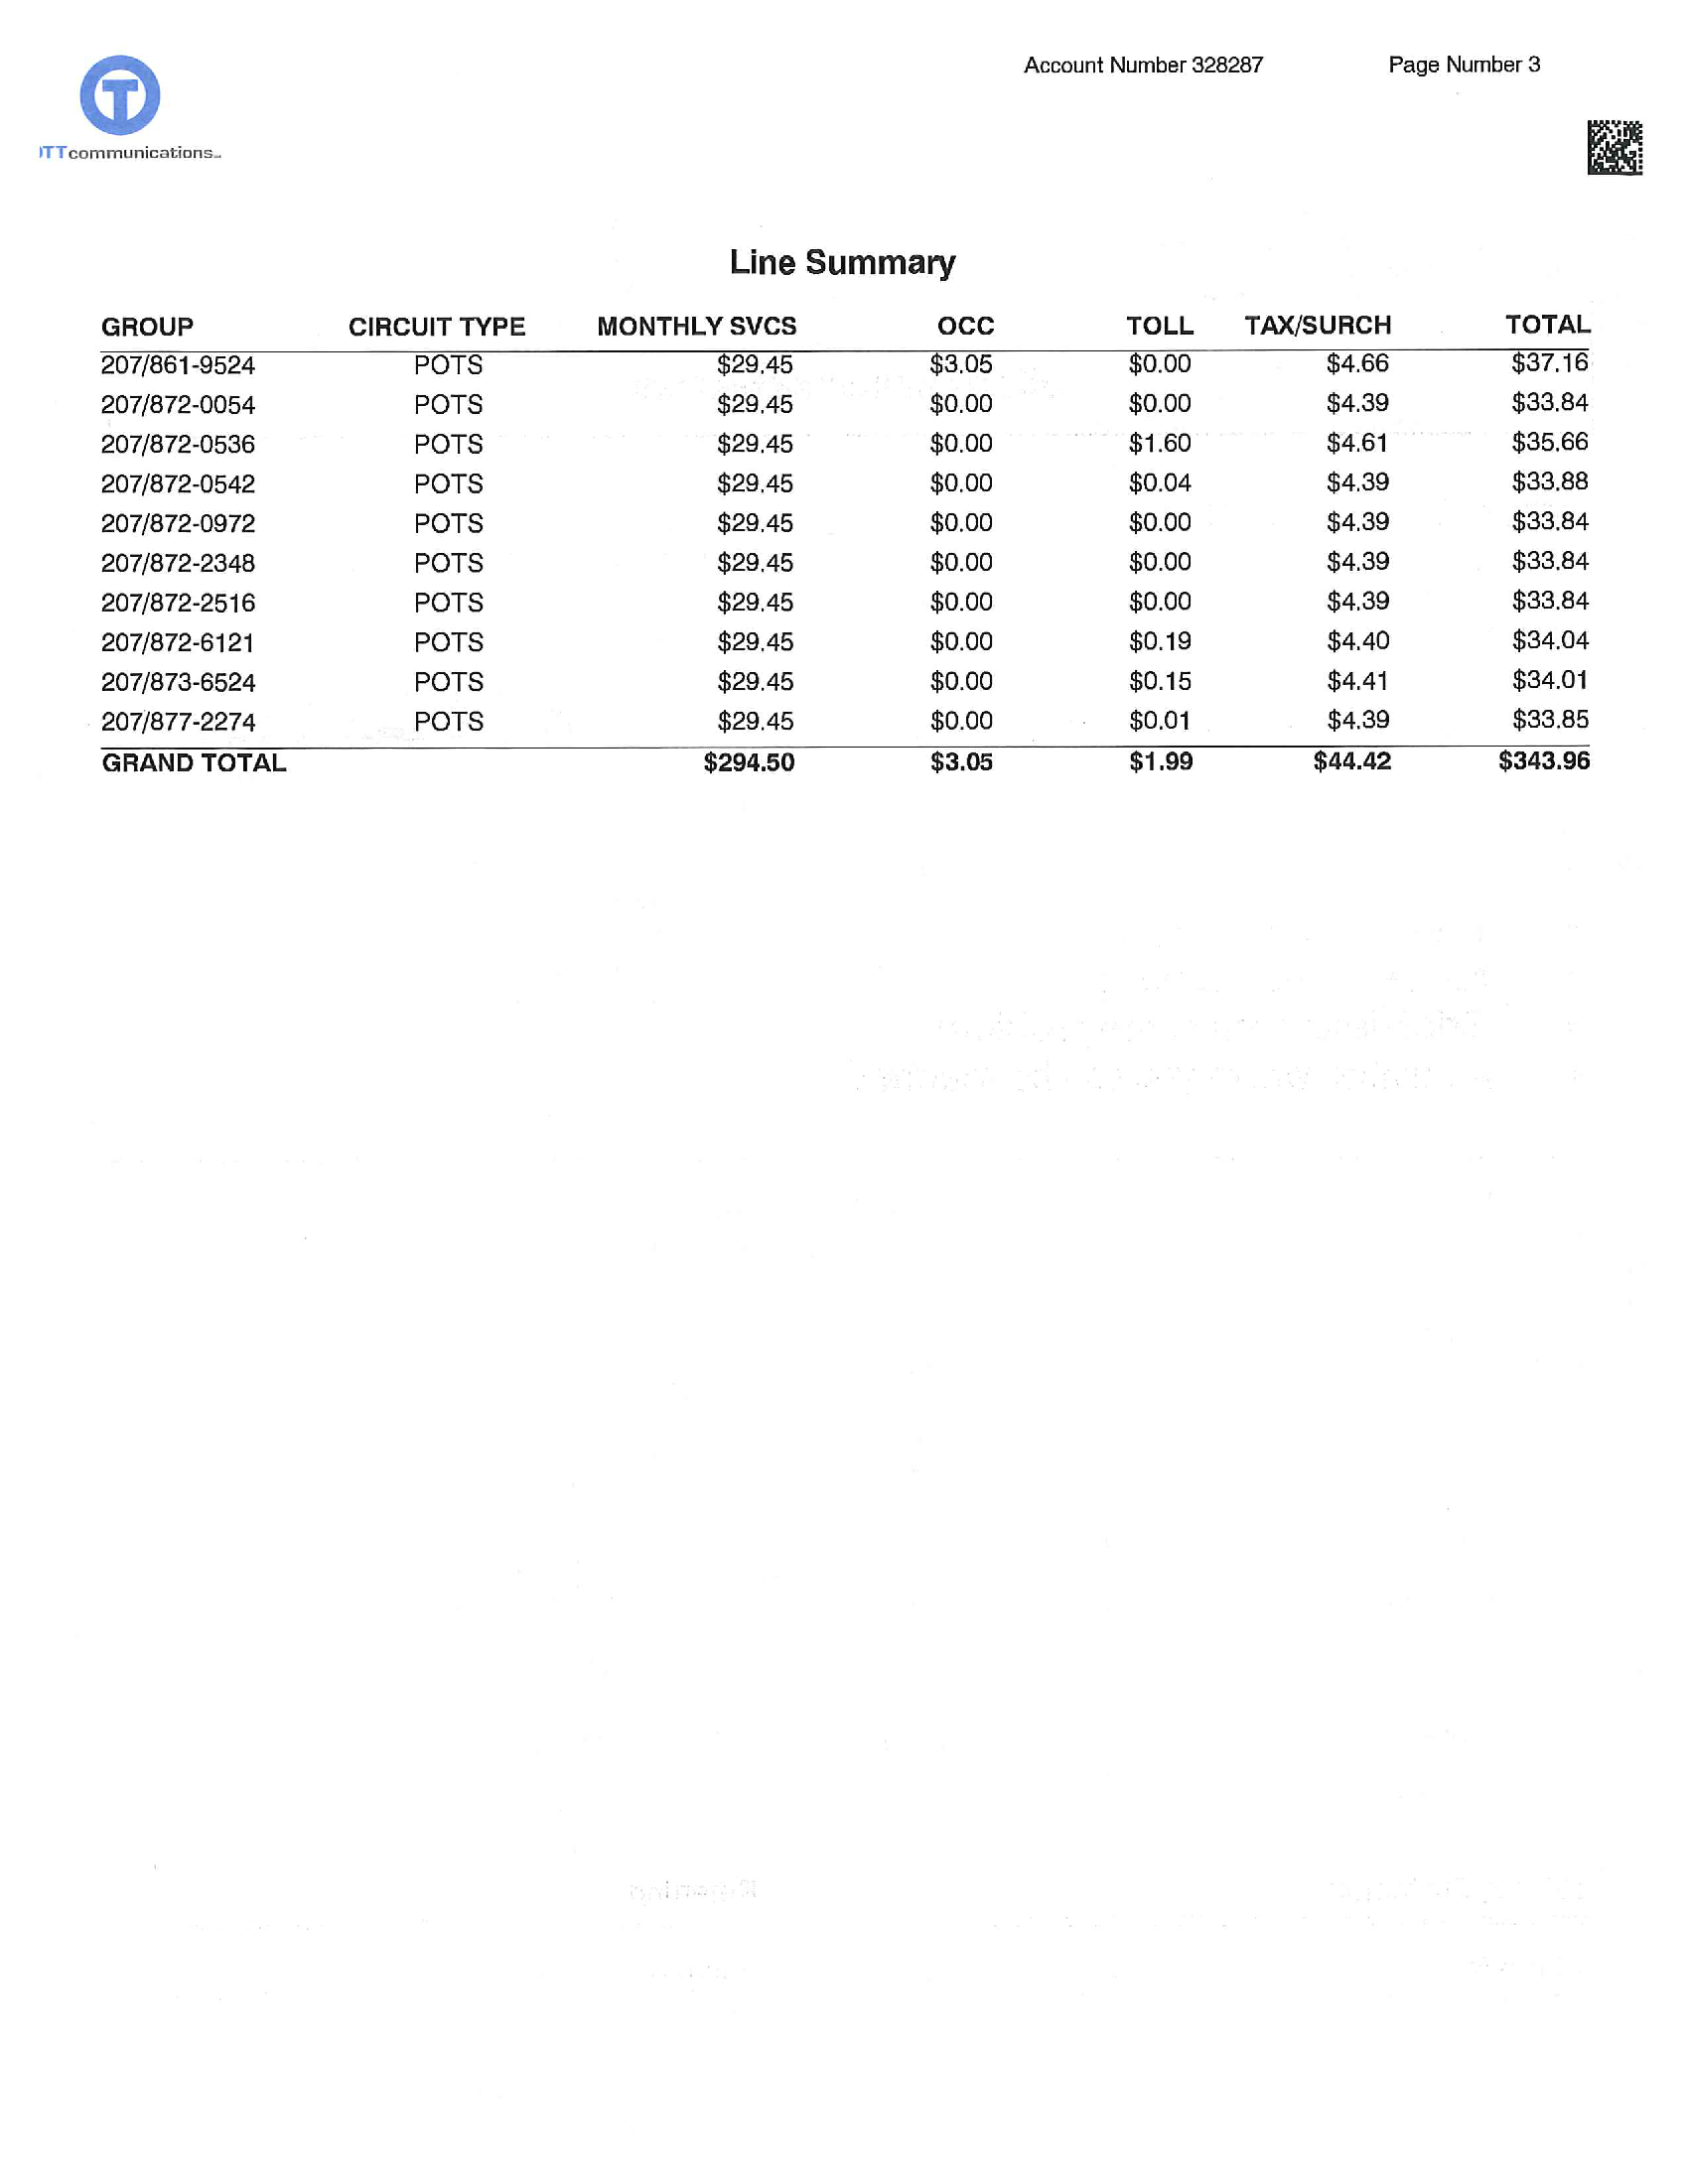 Account Number 328287 Page Number 3
T
TTcommunications
Line Summary
GROUP CIRCUIT TYPE MONTHLY SVCS OCC TOLL TAX/SURCH TOTAL
207/861-9524 POTS $29.45 $3.05 $0.00 $4.66 $37.16
207/872-0054 POTS $29.45 $0.00 $0.00 $4.39 $33.84
207/872-0536 POTS $29.45 $0.00 $1.60 $4.61 $35.66
207/872-0542 POTS $29.45 $0.00 $0.04 $4.39 $33.88
207/872-0972 POTS $29.45 $0.00 $0.00 $4.39 $33.84
207/872-2348 POTS $29.45 $0.00 $0.00 $4.39 $33.84
207/872-2516 POTS $29.45 $0.00 $0.00 $4.39 $33.84
207/872-6121 POTS $29.45 $0.00 $0.19 $4.40 $34.04
207/873-6524 POTS $29.45 $0.00 $0.15 $4.41 $34.01
207/877-2274 POTS $29.45 $0.00 $0.01 $4.39 $33.85
GRAND TOTAL $294.50 $3.05 $1.99 $44.42 $343.96